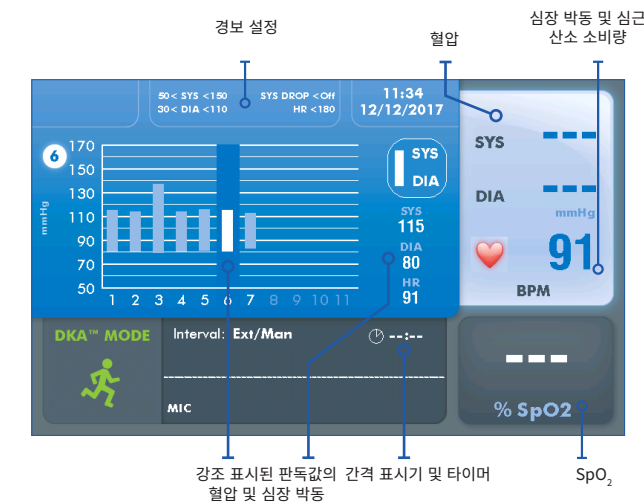 경보 설정
혈압
심장 박동 및 심근
산소 소비량
50< SYS <150 SYS DROP <Off
30< DIA <110 HR <180
11:34
12/12/2017
6
170
150
130
110
90
70
50
mmHg
1 2 3 4 5 6 7 8 9 10 11
SYS
DIA
SYS
115
DIA
80
HR
91
SYS ---
DIA ---
mmHg
91
BPM
DKA™ MODE
Interval: Ext/Man --:--
MIC
---
% SpO2
강조 표시된 판독값의
혈압 및 심장 박동
간격 표시기 및 타이머
SpO₂